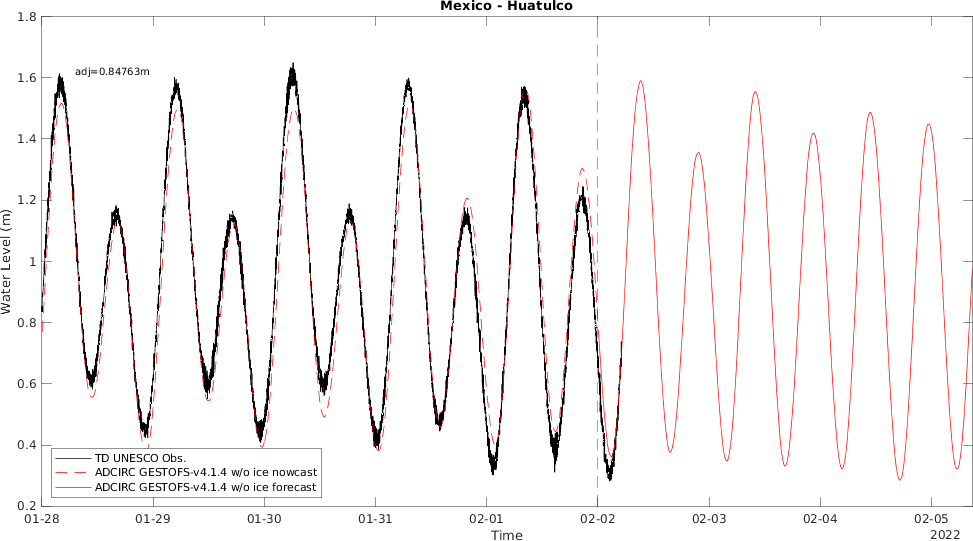 Mexico - Huatulco
1.8
1.6
1.4
1.2
1
0.8
0.6
0.4
0.2
Water Level (m)
adj=0.84763m
TD UNESCO Obs.
ADCIRC GESTOFS-v4.1.4 w/o ice nowcast
ADCIRC GESTOFS-v4.1.4 w/o ice forecast
01-28 01-29 01-30 01-31 02-01 02-02 02-03 02-04 02-05
Time
2022